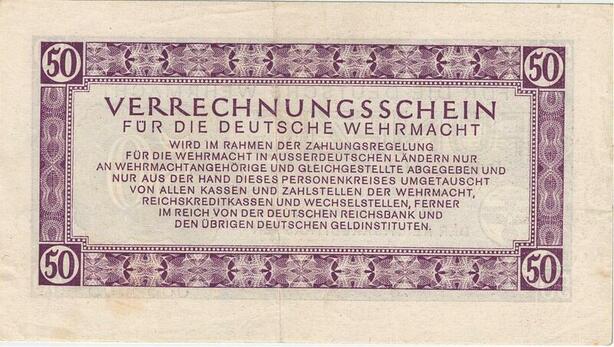 50 50
VERRECHNUNGSSCHEIN
FÜR DIE DEUTSCHE WEHRMACHT
WIRD IM RAHMEN DER ZAHLUNGSREGELUNG
FÜR DIE WEHRMACHT IN AUSSERDEUTSCHEN LÄNDERN NUR
AN WEHRMACHTANGEHÖRIGE UND GLEICHGESTELLTE ABGEGEBEN UND
NUR AUS DER HAND DIESES PERSONENKREISES UMGETAUSCHT
VON ALLEN KASSEN UND ZAHLSTELLEN DER WEHRMACHT,
REICHSKREDITKASSEN UND WECHSELSTELLEN, FERNER
IM REICH VON DER DEUTSCHEN REICHSBANK UND
DEN ÜBRIGEN DEUTSCHEN GELDINSTITUTEN.
50 50